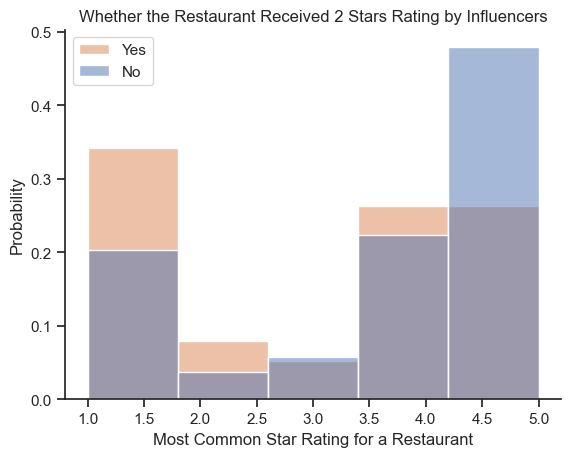 Whether the Restaurant Received 2 Stars Rating by Influencers
Yes
No
0.5
0.4
0.3
0.2
0.1
0.0
Probability
1.0 1.5 2.0 2.5 3.0 3.5 4.0 4.5 5.0
Most Common Star Rating for a Restaurant